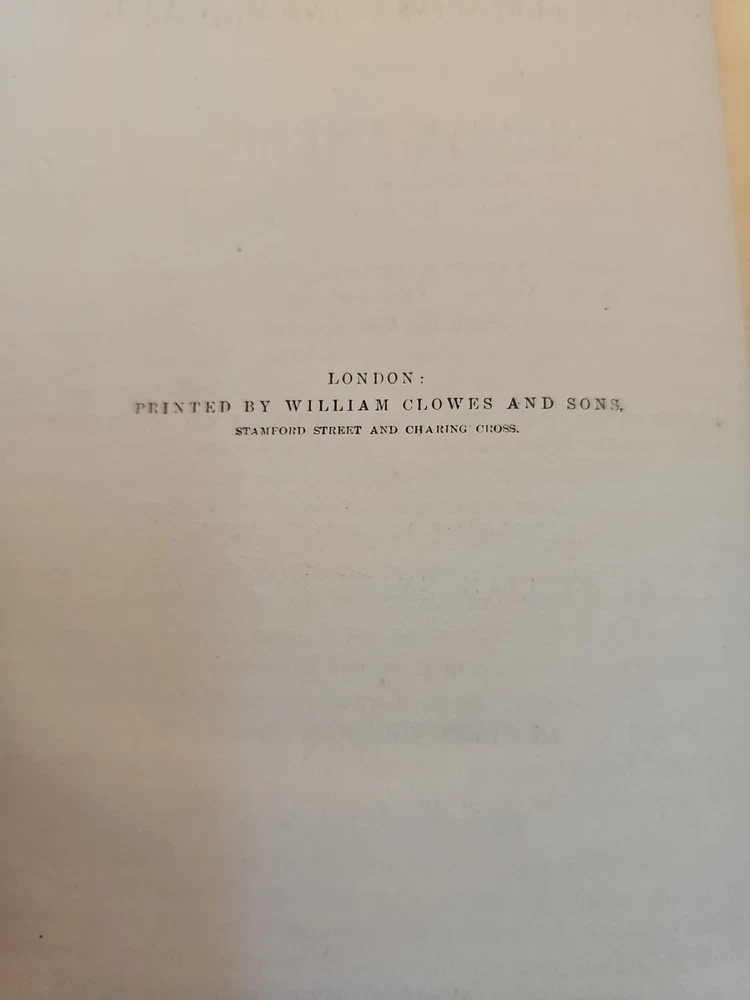 LONDON:
PRINTED BY WILLIAM CLOWES AND SONS,
STAMFORD STREET AND CHARING CROSS.